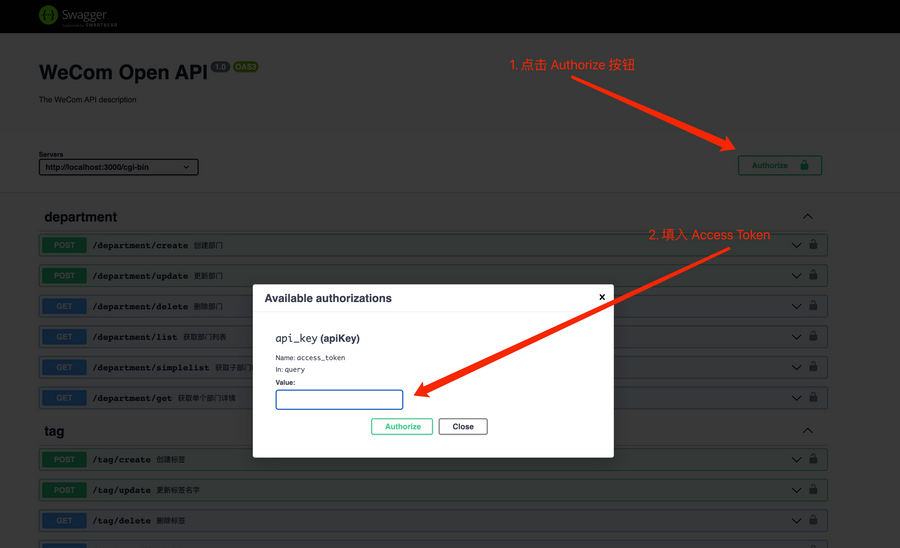 Swagger
Supported by SMARTBEAR
WeCom Open API 1.0 OAS3
The WeCom API description
1. 点击 Authorize 按钮
Servers
http://localhost:3000/cgi-bin
Authorize
department
POST /department/create 创建部门
2. 填入 Access Token
POST /department/update 更新部门
GET /department/delete 删除部门
GET /department/list 获取部门列表
GET /department/simplelist 获取子部门
GET /department/get 获取单个部门详情
Available authorizations
api_key (apiKey)
Name: access_token
In: query
Value:
Authorize
Close
tag
POST /tag/create 创建标签
POST /tag/update 更新标签名字
GET /tag/delete 删除标签